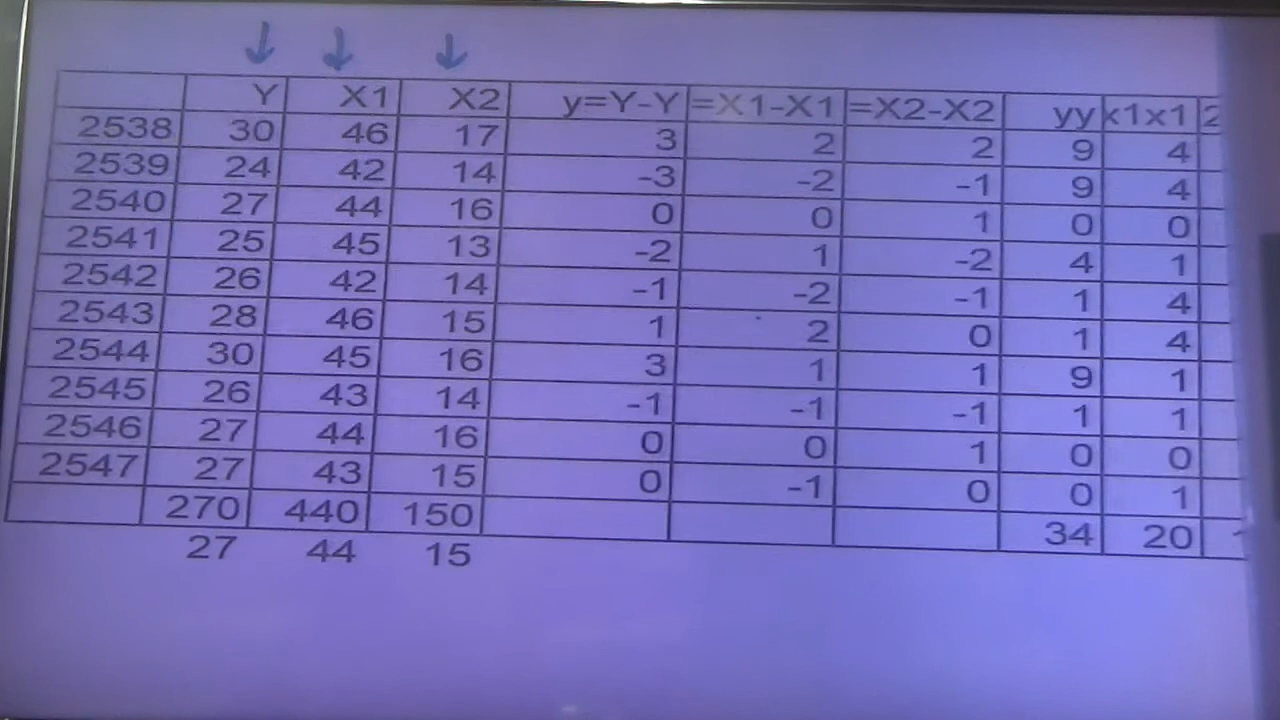 Y X1 X2 y=Y-Y =X1-X1 =X2-X2 yy x1x1 2
2538 30 46 17 3 2 2 9 4
2539 24 42 14 -3 -2 -1 9 4
2540 27 44 16 0 0 1 0 0
2541 25 45 13 -2 1 -2 4 1
2542 26 42 14 -1 -2 -1 1 4
2543 28 46 15 1 2 0 1 4
2544 30 45 16 3 1 1 9 1
2545 26 43 14 -1 -1 -1 1 1
2546 27 44 16 0 0 1 0 0
2547 27 43 15 0 -1 0 0 1
270 440 150 34 20
27 44 15